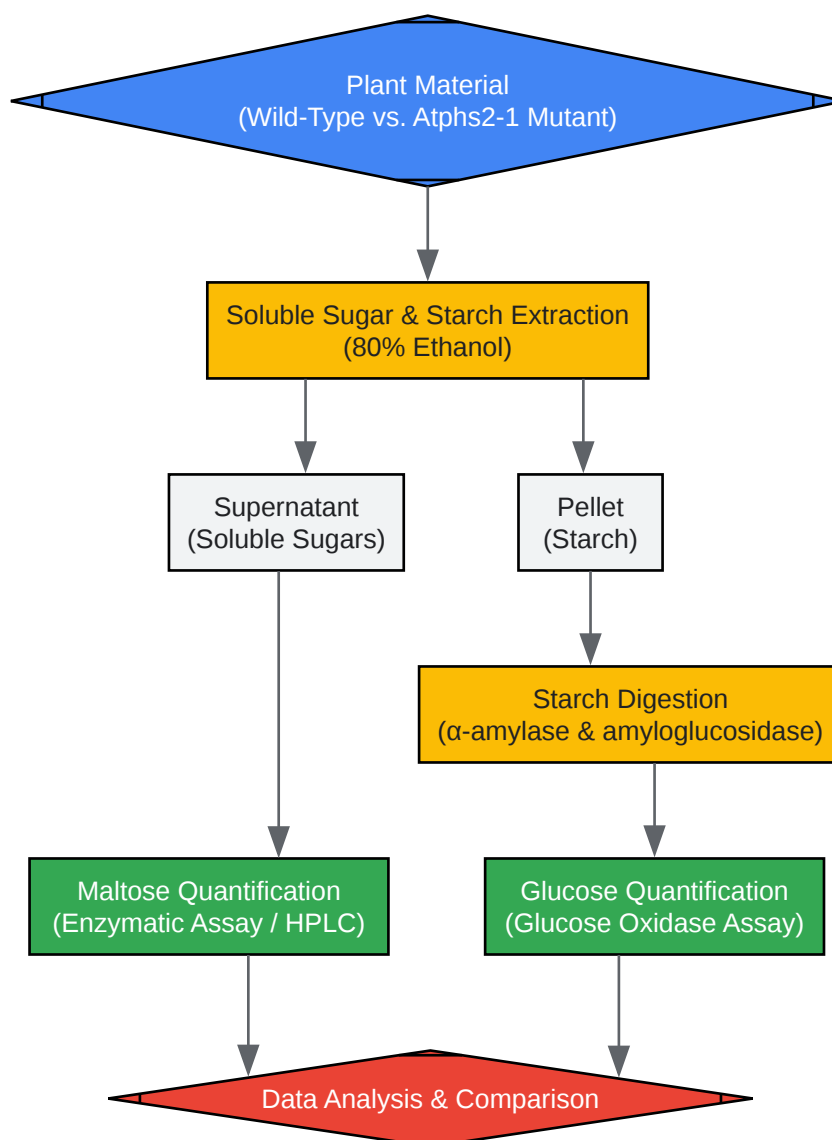 Plant Material
(Wild-Type vs. Atphs2-1 Mutant)
Soluble Sugar & Starch Extraction
(80% Ethanol)
Supernatant
(Soluble Sugars)
Pellet
(Starch)
Starch Digestion
(α-amylase & amyloglucosidase)
Maltose Quantification
(Enzymatic Assay / HPLC)
Glucose Quantification
(Glucose Oxidase Assay)
Data Analysis & Comparison